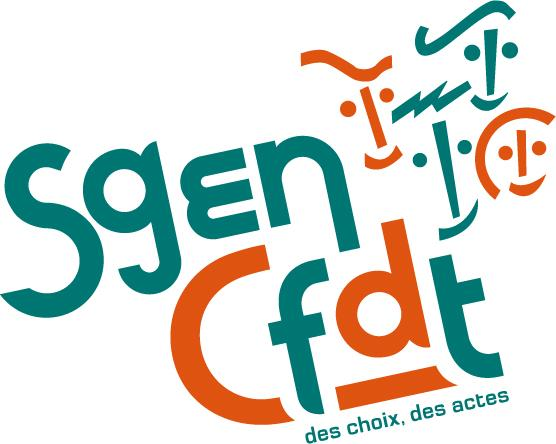 Sgen
Cfdt
des choix, des actes